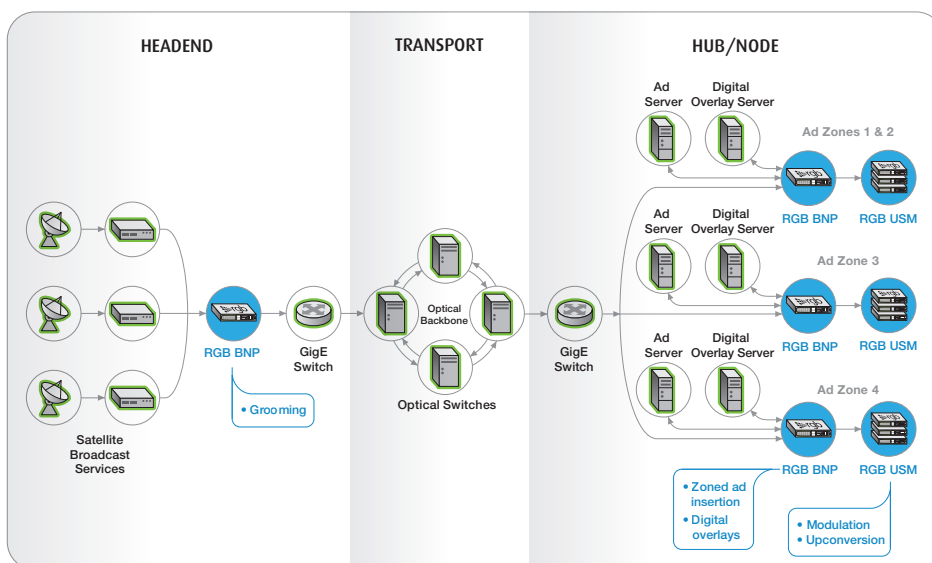 HEADEND
TRANSPORT
HUB/NODE
Ad
Server
Digital
Overlay Server
Ad Zones 1 & 2
RGB BNP
RGB USM
Ad
Server
Digital
Overlay Server
Ad Zone 3
RGB BNP
RGB USM
Ad
Server
Digital
Overlay Server
Ad Zone 4
RGB BNP
RGB USM
Satellite
Broadcast
Services
RGB BNP
• Grooming
GigE
Switch
Optical
Backbone
Optical Switches
GigE
Switch
• Zoned ad
insertion
• Digital
overlays
• Modulation
• Upconversion